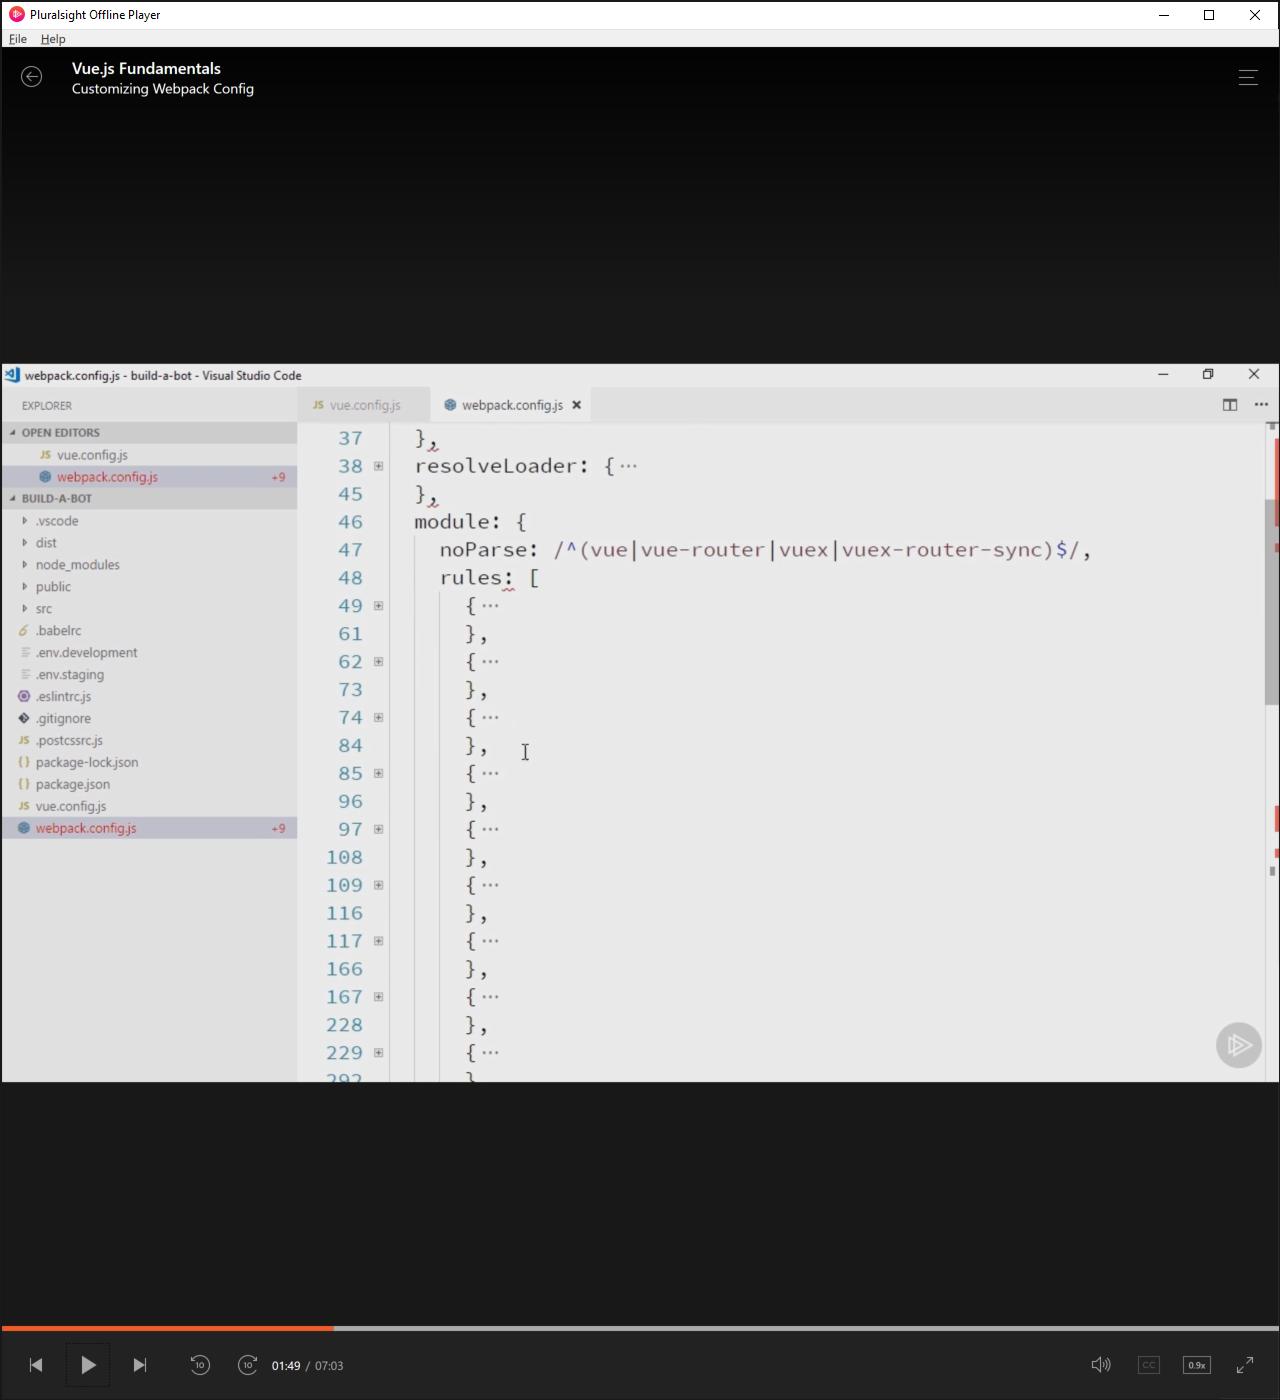 Pluralsight Offline Player
File Help
Vue.js Fundamentals
Customizing Webpack Config
webpack.config.js - build-a-bot - Visual Studio Code
EXPLORER
OPEN EDITORS
JS vue.config.js
webpack.config.js +9
BUILD-A-BOT
.vscode
dist
node_modules
public
src
.babelrc
.env.development
.env.staging
.eslintrc.js
.gitignore
JS .postcssrc.js
{} package-lock.json
{} package.json
JS vue.config.js
webpack.config.js +9
JS vue.config.js
webpack.config.js
37 },
38 resolveLoader: {···
45 },
46 module: {
47 noParse: /^(vue|vue-router|vuex|vuex-router-sync)$/,
48 rules: [
49 {···
61 },
62 {···
73 },
74 {···
84 },
85 {···
96 },
97 {···
108 },
109 {···
116 },
117 {···
166 },
167 {···
228 },
229 {···
292 }
10
10
01:49 / 07:03
CC
0.9x